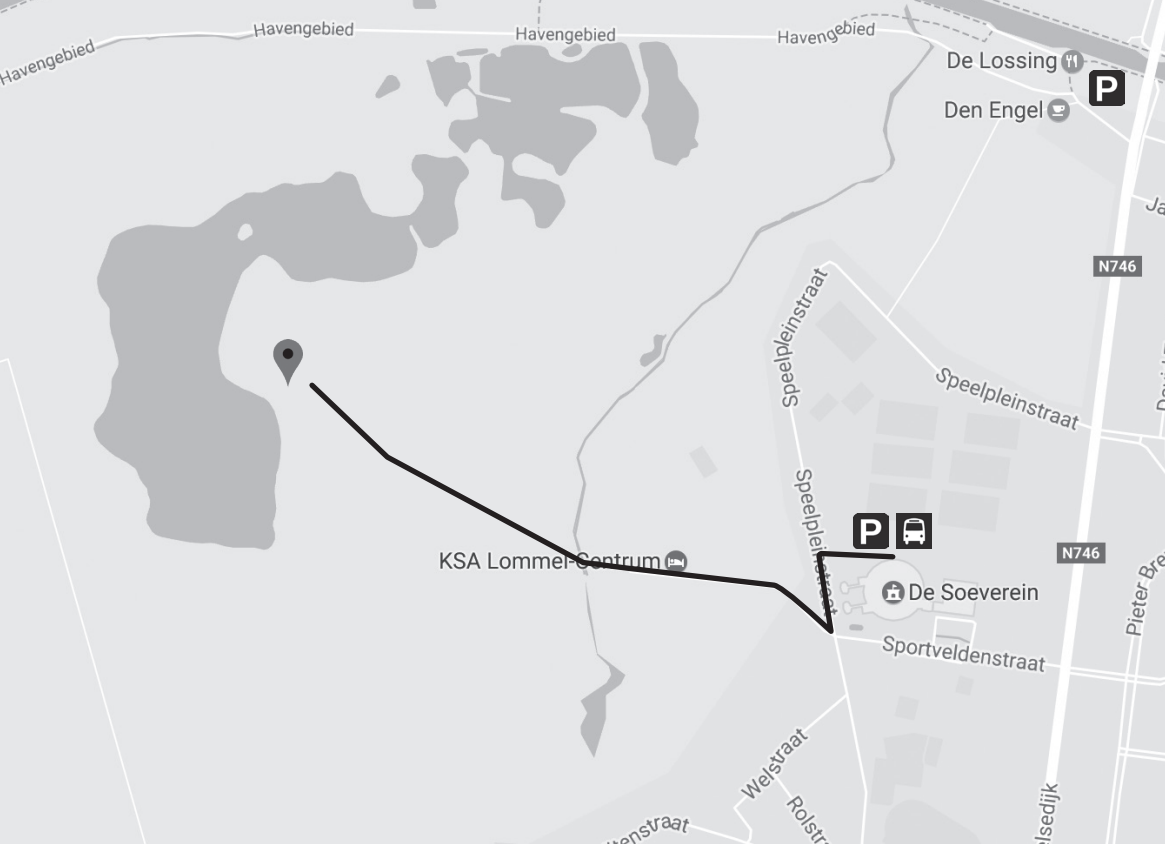 Havengebied
Havengebied
Havengebied
Havengebied
De Lossing
P
Den Engel
N746
Speelpleinstraat
Speelpleinstraat
Speelpleinstraat
P
N746
KSA Lommel-Centrum
De Soeverein
Sportveldenstraat
Welstraat